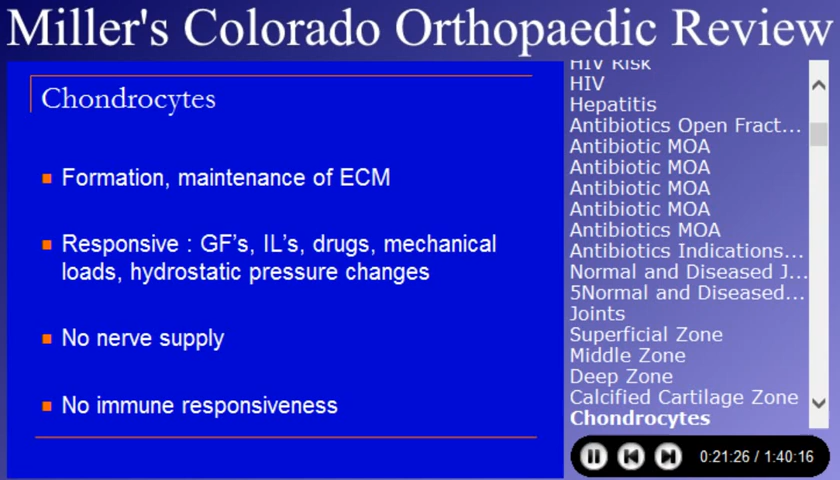 Miller's Colorado Orthopaedic Review
Chondrocytes
Formation, maintenance of ECM
Responsive : GF's, IL's, drugs, mechanical
loads, hydrostatic pressure changes
No nerve supply
No immune responsiveness
HIV Risk
HIV
Hepatitis
Antibiotics Open Fract...
Antibiotic MOA
Antibiotic MOA
Antibiotic MOA
Antibiotic MOA
Antibiotics MOA
Antibiotics Indications...
Normal and Diseased J...
5Normal and Diseased...
Joints
Superficial Zone
Middle Zone
Deep Zone
Calcified Cartilage Zone
Chondrocytes
0:21:26 / 1:40:16